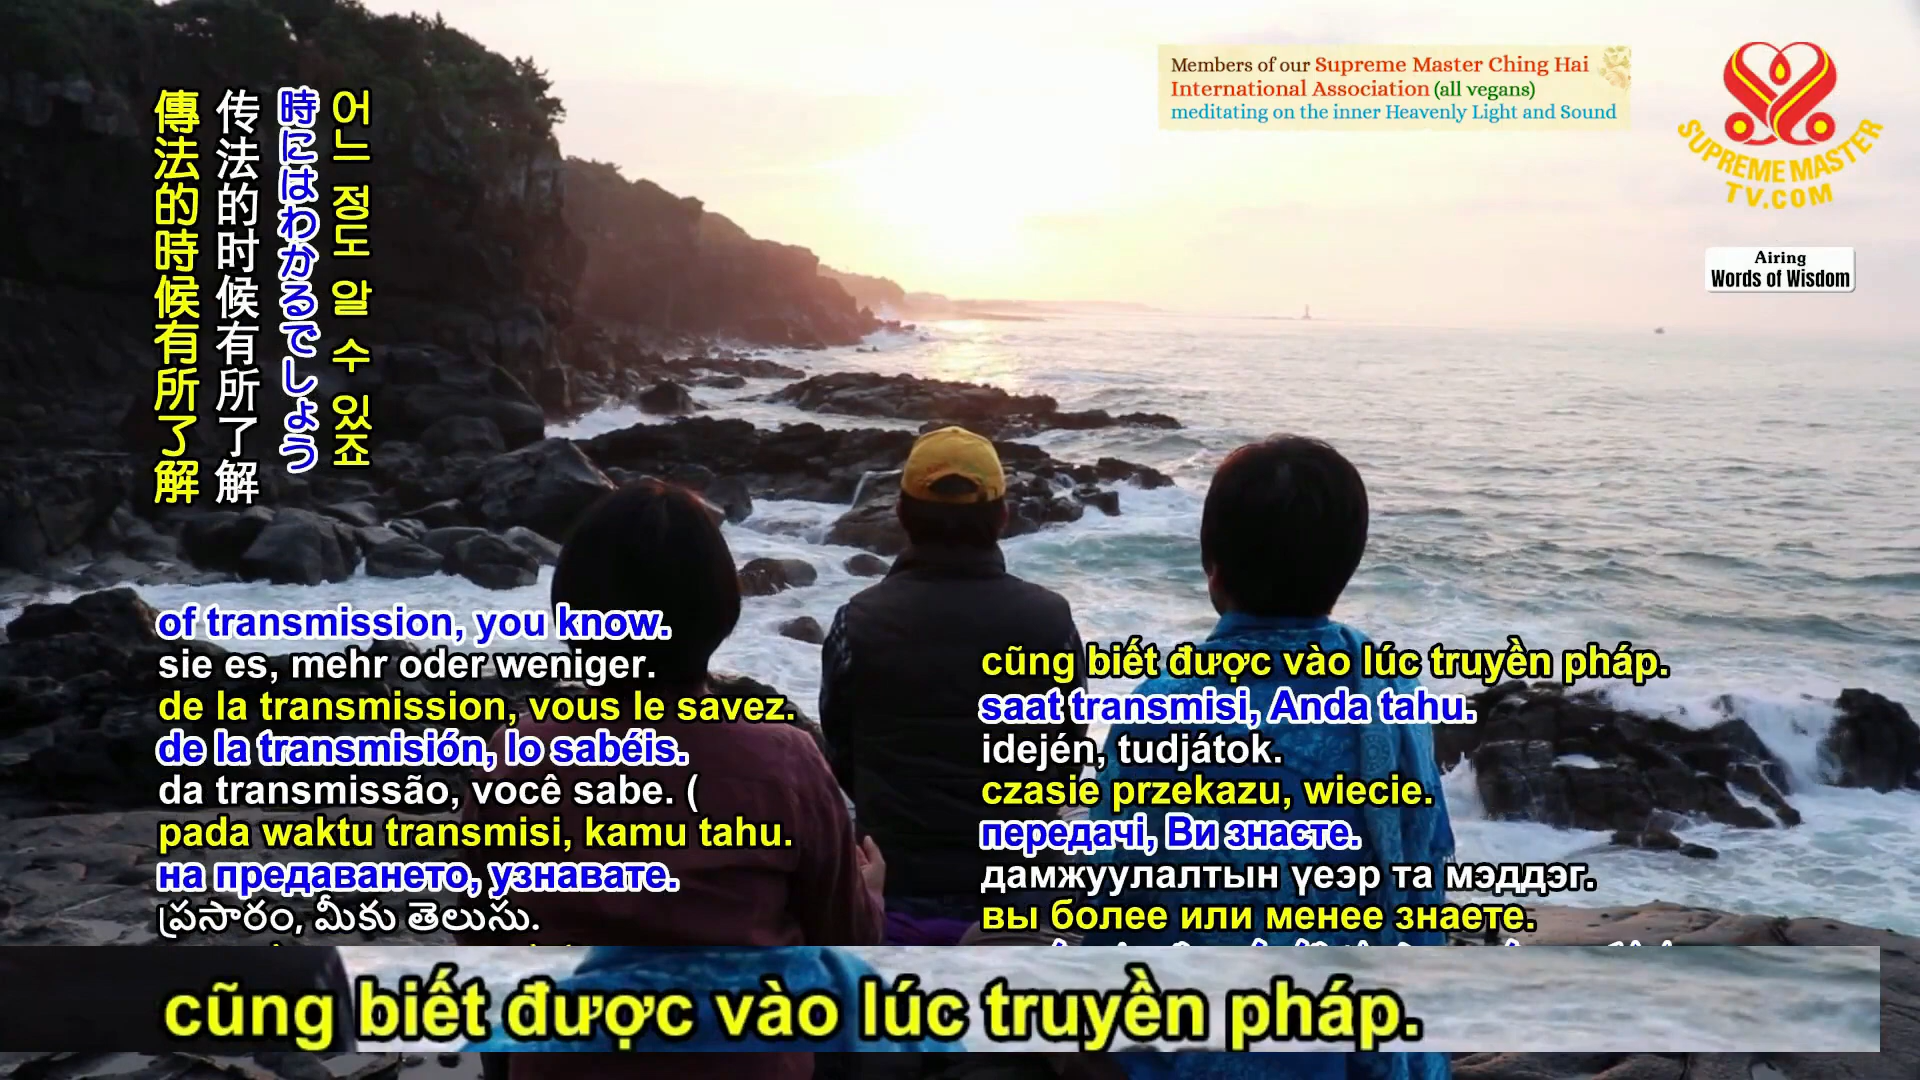 Members of our Supreme Master Ching Hai
International Association (all vegans)
meditating on the inner Heavenly Light and Sound
SUPREME MASTER
TV.COM
Airing
Words of Wisdom
어느 정도 알 수 있죠
時にはわかるでしょう
传法的时候有所了解
傳法的時候有所了解
of transmission, you know.
sie es, mehr oder weniger.
de la transmission, vous le savez.
de la transmisión, lo sabéis.
da transmissão, você sabe. (
pada waktu transmisi, kamu tahu.
на предаването, узнавате.
ప్రసారం, మీకు తెలుసు.
cũng biết được vào lúc truyền pháp.
saat transmisi, Anda tahu.
idején, tudjátok.
czasie przekazu, wiecie.
передачі, Ви знаєте.
дамжуулалтын үеэр та мэддэг.
вы более или менее знаете.
cũng biết được vào lúc truyền pháp.